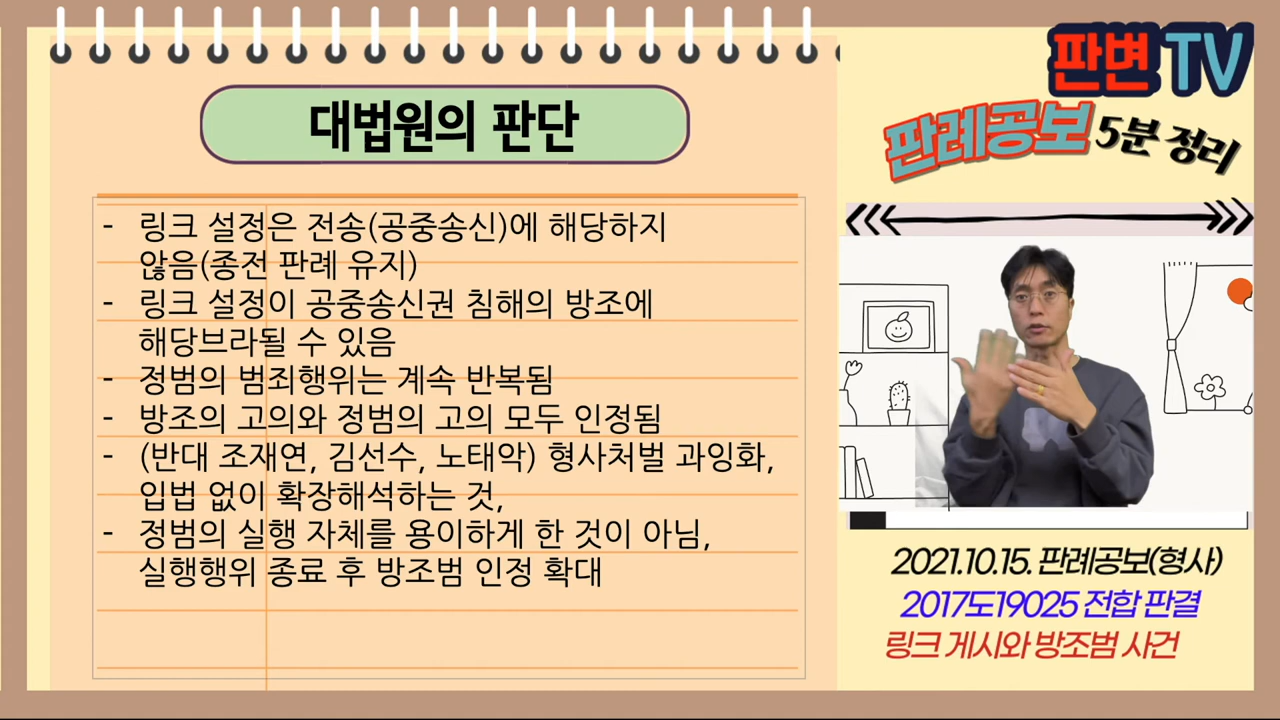 대법원의 판단
- 링크 설정은 전송(공중송신)에 해당하지
않음(종전 판례 유지)
- 링크 설정이 공중송신권 침해의 방조에
해당브라될 수 있음
- 정범의 범죄행위는 계속 반복됨
- 방조의 고의와 정범의 고의 모두 인정됨
- (반대 조재연, 김선수, 노태악) 형사처벌 과잉화,
입법 없이 확장해석하는 것,
- 정범의 실행 자체를 용이하게 한 것이 아님,
실행행위 종료 후 방조범 인정 확대
판변 TV
판례공보 5분 정리
2021.10.15. 판례공보(형사)
2017도19025 전합 판결
링크 게시와 방조범 사건